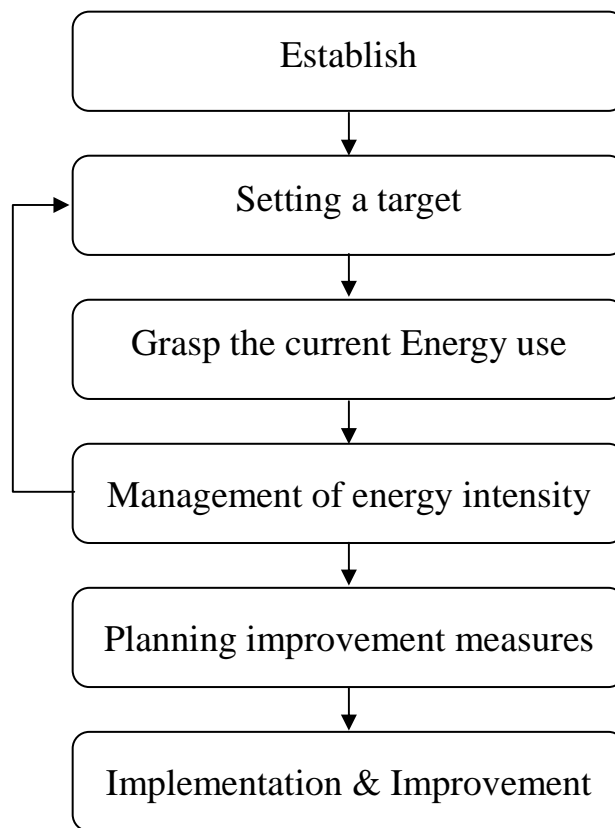 Establish
Setting a target
Grasp the current Energy use
Management of energy intensity
Planning improvement measures
Implementation & Improvement